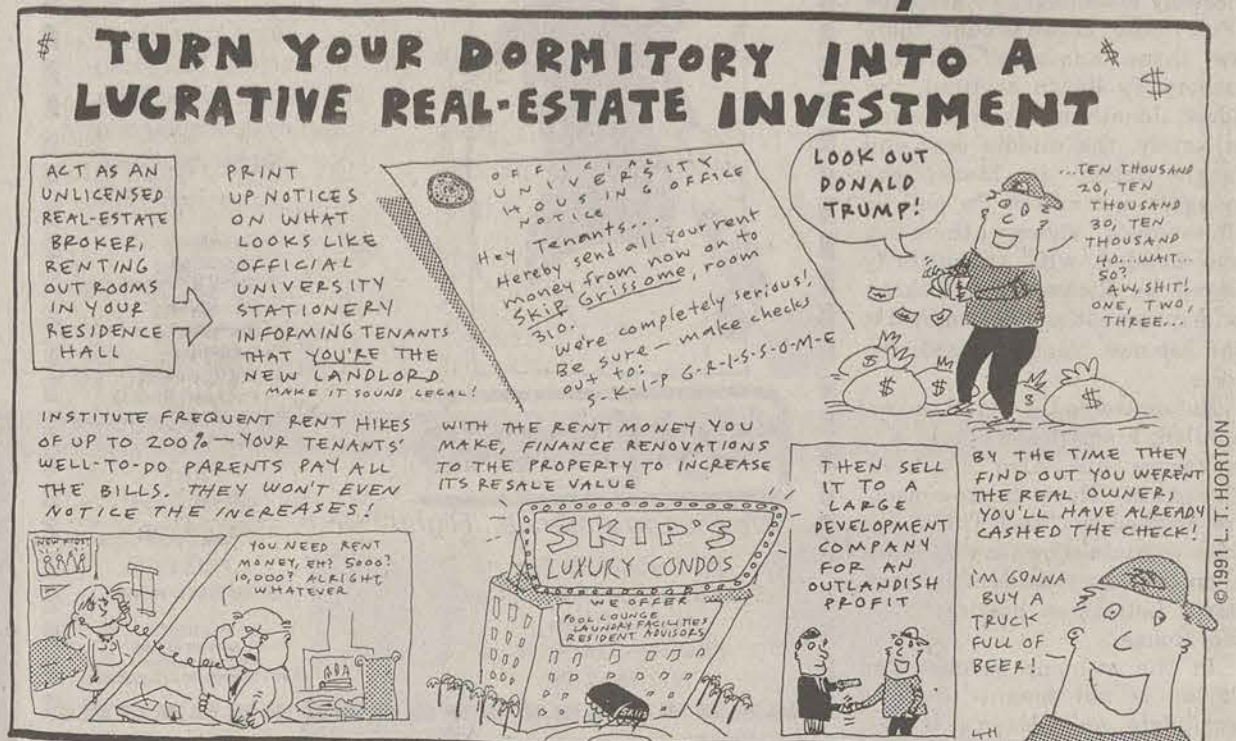 TURN YOUR DORMITORY INTO A
LUCRATIVE REAL-ESTATE INVESTMENT
ACT AS AN
UNLICENSED
REAL-ESTATE
BROKER,
RENTING
OUT ROOMS
IN YOUR
RESIDENCE
HALL
PRINT
UP NOTICES
ON WHAT
LOOKS LIKE
OFFICIAL
UNIVERSITY
STATIONERY
INFORMING TENANTS
THAT YOU'RE THE
NEW LANDLORD
MAKE IT SOUND LEGAL!
OFFICIAL
UNIVERSITY
HOUSING OFFICE
NOTICE
Hey Tenants...
Hereby send all your rent
money from now on to
Skip Grissome, room
310.
We're completely serious!
Be sure — make checks
out to:
S-K-I-P G-R-I-S-S-O-M-E
LOOK OUT
DONALD
TRUMP!
...TEN THOUSAND
20, TEN
THOUSAND
30, TEN
THOUSAND
40...WAIT...
50?
AW, SHIT!
ONE, TWO,
THREE...
$
$
$
$
$
$
$
INSTITUTE FREQUENT RENT HIKES
OF UP TO 200% — YOUR TENANTS'
WELL-TO-DO PARENTS PAY ALL
THE BILLS. THEY WON'T EVEN
NOTICE THE INCREASES!
YOU NEED RENT
MONEY, EH? 5000?
10,000? ALRIGHT
WHATEVER
WITH THE RENT MONEY YOU
MAKE, FINANCE RENOVATIONS
TO THE PROPERTY TO INCREASE
ITS RESALE VALUE
SKIP'S
LUXURY CONDOS
WE OFFER
POOL LOUNGE
LAUNDRY FACILITIES
RESIDENT ADVISORS
THEN SELL
IT TO A
LARGE
DEVELOPMENT
COMPANY
FOR AN
OUTLANDISH
PROFIT
BY THE TIME THEY
FIND OUT YOU WEREN'T
THE REAL OWNER,
YOU'LL HAVE ALREADY
CASHED THE CHECK!
I'M GONNA
BUY A
TRUCK
FULL OF
BEER!
LTH
©1991 L. T. HORTON